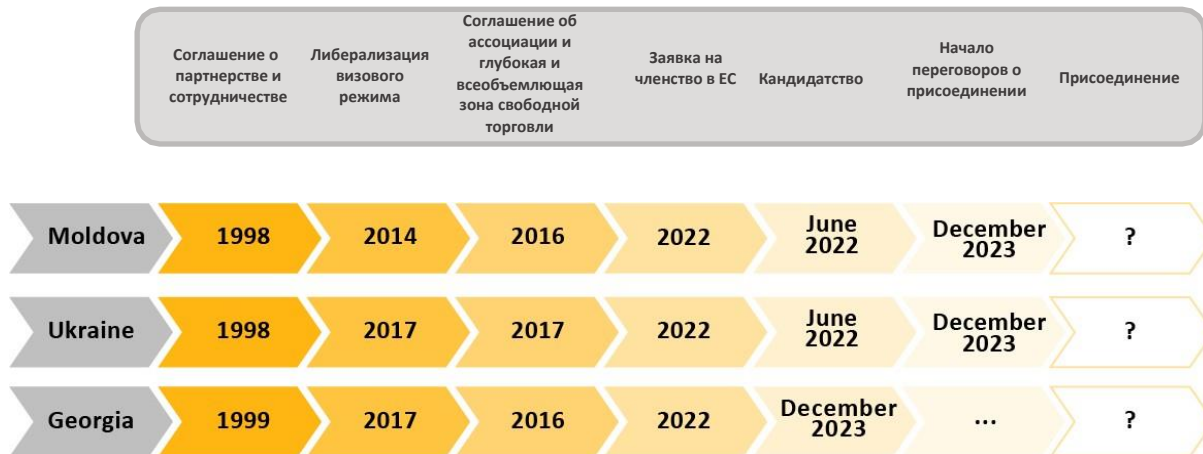 Соглашение о
партнерстве и
сотрудничестве
Либерализация
визового
режима
Соглашение об
ассоциации и
глубокая и
всеобъемлющая
зона свободной
торговли
Заявка на
членство в ЕС
Кандидатство
Начало
переговоров о
присоединении
Присоединение
Moldova
1998
2014
2016
2022
June
2022
December
2023
?
Ukraine
1998
2017
2017
2022
June
2022
December
2023
?
Georgia
1999
2017
2016
2022
December
2023
...
?